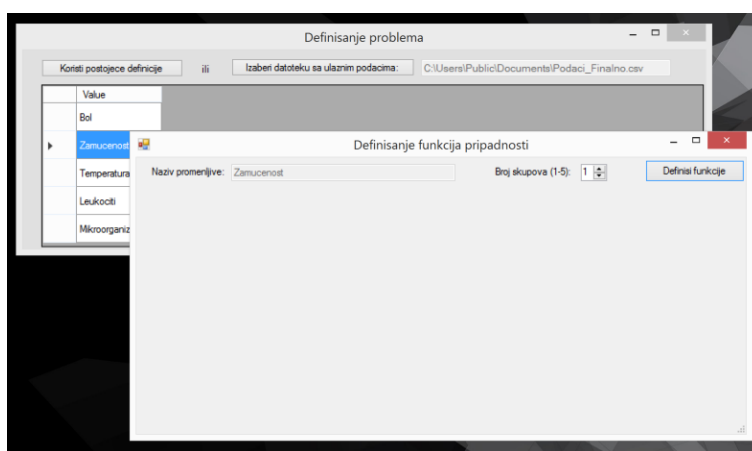 Definisanje problema
Koristi postojece definicije ili Izaberi datoteku sa ulaznim podacima: C:\Users\Public\Documents\Podaci_Finalno.csv
Value
Bol
Zamucenost
Temperatura
Leukociti
Mikroorganiz
Definisanje funkcija pripadnosti
Naziv promenljive: Zamucenost Broj skupova (1-5): 1 Definisi funkcije